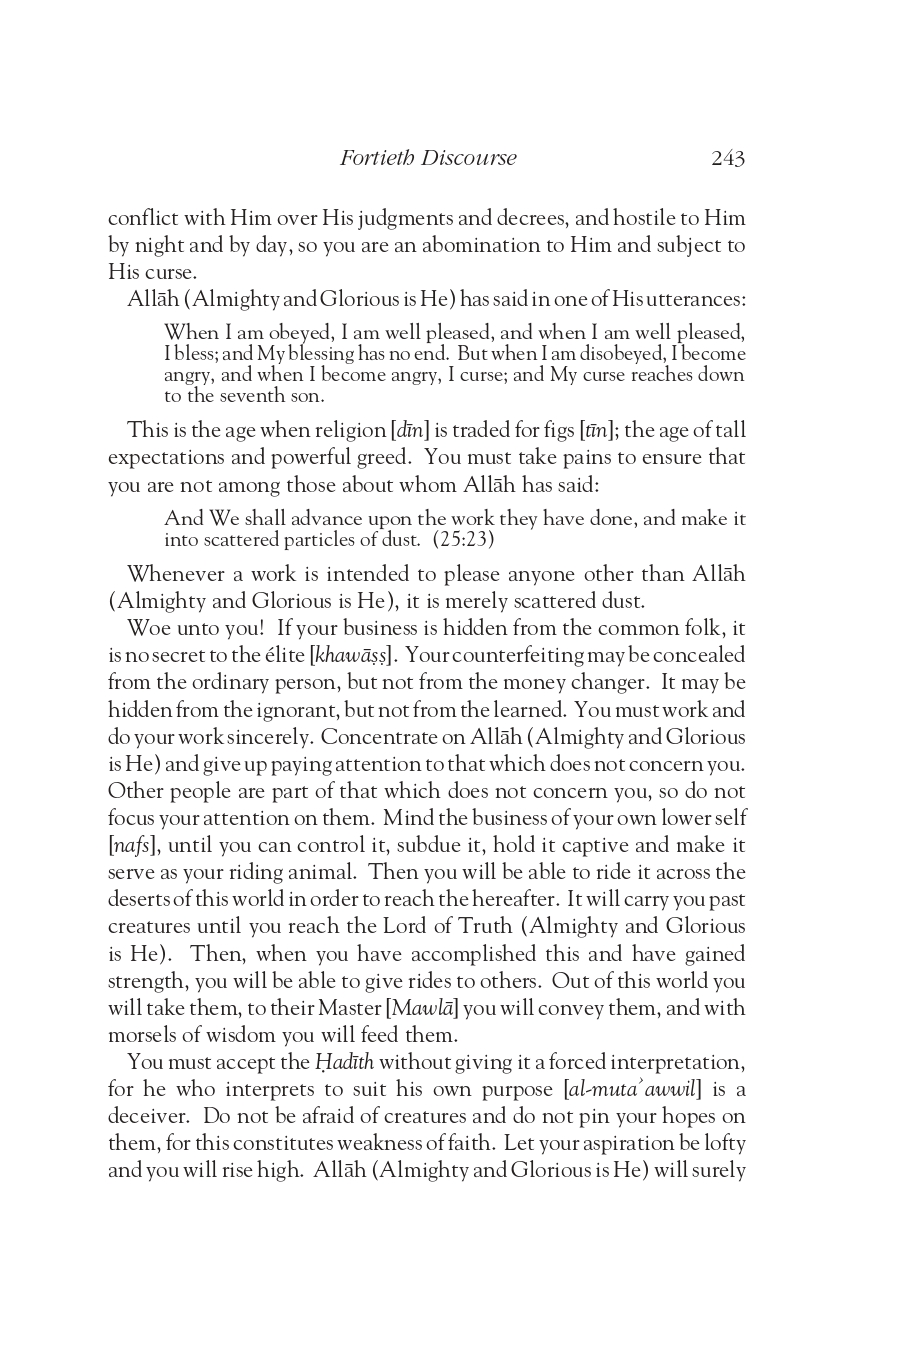 Fortieth Discourse 243
conflict with Him over His judgments and decrees, and hostile to Him
by night and by day, so you are an abomination to Him and subject to
His curse.
Allāh (Almighty and Glorious is He) has said in one of His utterances:
When I am obeyed, I am well pleased, and when I am well pleased,
I bless; and My blessing has no end. But when I am disobeyed, I become
angry, and when I become angry, I curse; and My curse reaches down
to the seventh son.
This is the age when religion [dīn] is traded for figs [tīn]; the age of tall
expectations and powerful greed. You must take pains to ensure that
you are not among those about whom Allāh has said:
And We shall advance upon the work they have done, and make it
into scattered particles of dust. (25:23)
Whenever a work is intended to please anyone other than Allāh
(Almighty and Glorious is He), it is merely scattered dust.
Woe unto you! If your business is hidden from the common folk, it
is no secret to the élite [khawāṣṣ]. Your counterfeiting may be concealed
from the ordinary person, but not from the money changer. It may be
hidden from the ignorant, but not from the learned. You must work and
do your work sincerely. Concentrate on Allāh (Almighty and Glorious
is He) and give up paying attention to that which does not concern you.
Other people are part of that which does not concern you, so do not
focus your attention on them. Mind the business of your own lower self
[nafs], until you can control it, subdue it, hold it captive and make it
serve as your riding animal. Then you will be able to ride it across the
deserts of this world in order to reach the hereafter. It will carry you past
creatures until you reach the Lord of Truth (Almighty and Glorious
is He). Then, when you have accomplished this and have gained
strength, you will be able to give rides to others. Out of this world you
will take them, to their Master [Mawlā] you will convey them, and with
morsels of wisdom you will feed them.
You must accept the Ḥadīth without giving it a forced interpretation,
for he who interprets to suit his own purpose [al-mutaʾawwil] is a
deceiver. Do not be afraid of creatures and do not pin your hopes on
them, for this constitutes weakness of faith. Let your aspiration be lofty
and you will rise high. Allāh (Almighty and Glorious is He) will surely